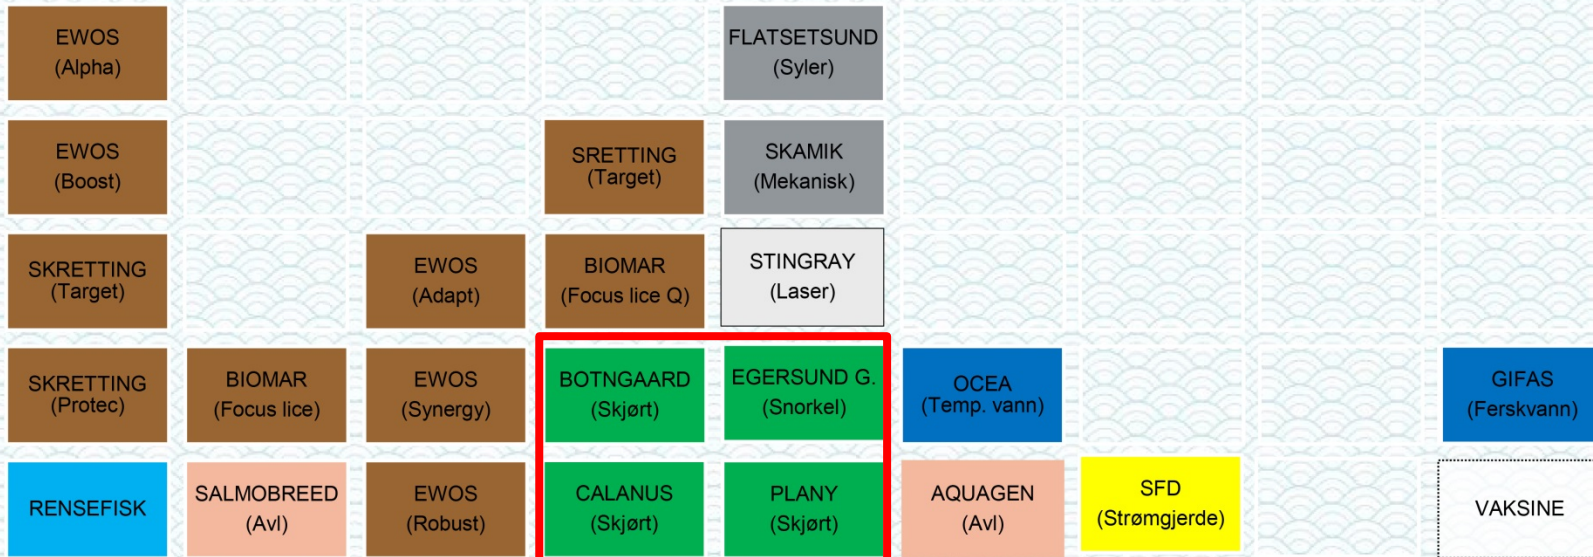 EWOS
(Alpha)
FLATSETSUND
(Syler)
EWOS
(Boost)
SRETTING
(Target)
SKAMIK
(Mekanisk)
SKRETTING
(Target)
EWOS
(Adapt)
BIOMAR
(Focus lice Q)
STINGRAY
(Laser)
SKRETTING
(Protec)
BIOMAR
(Focus lice)
EWOS
(Synergy)
BOTNGAARD
(Skjørt)
EGERSUND G.
(Snorkel)
OCEA
(Temp. vann)
GIFAS
(Ferskvann)
RENSEFISK
SALMOBREED
(Avl)
EWOS
(Robust)
CALANUS
(Skjørt)
PLANY
(Skjørt)
AQUAGEN
(Avl)
SFD
(Strømgjerde)
VAKSINE